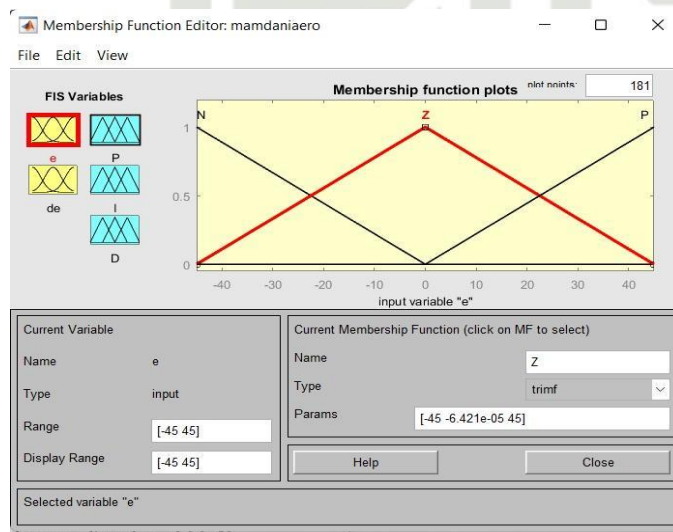 Membership Function Editor: mamdaniaero
File Edit View
FIS Variables
e
P
de
I
D
Membership function plots
plot points:
181
N
Z
P
1
0.5
0
-40 -30 -20 -10 0 10 20 30 40
input variable "e"
Current Variable
Name e
Type input
Range [-45 45]
Display Range [-45 45]
Current Membership Function (click on MF to select)
Name Z
Type trimf
Params [-45 -6.421e-05 45]
Help Close
Selected variable "e"